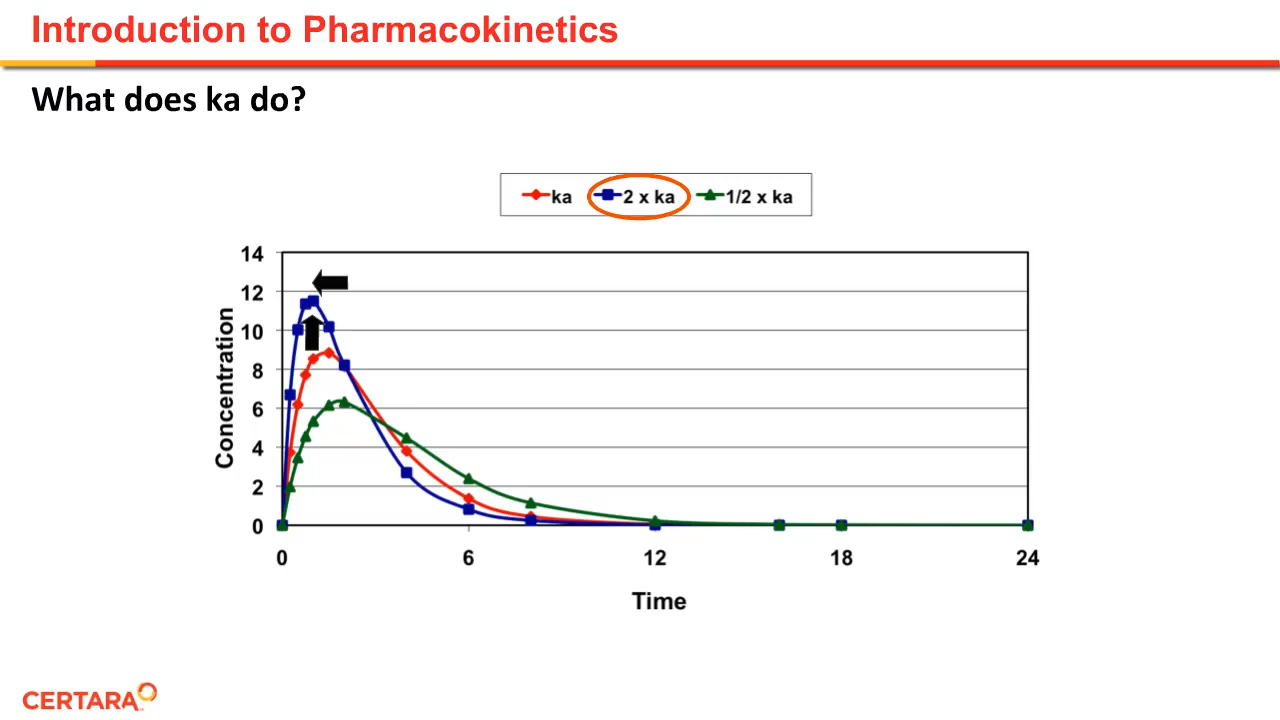 Introduction to Pharmacokinetics
What does ka do?
ka 2 x ka 1/2 x ka
14
12
10
8
6
4
2
0
Concentration
0 6 12 18 24
Time
CERTARA